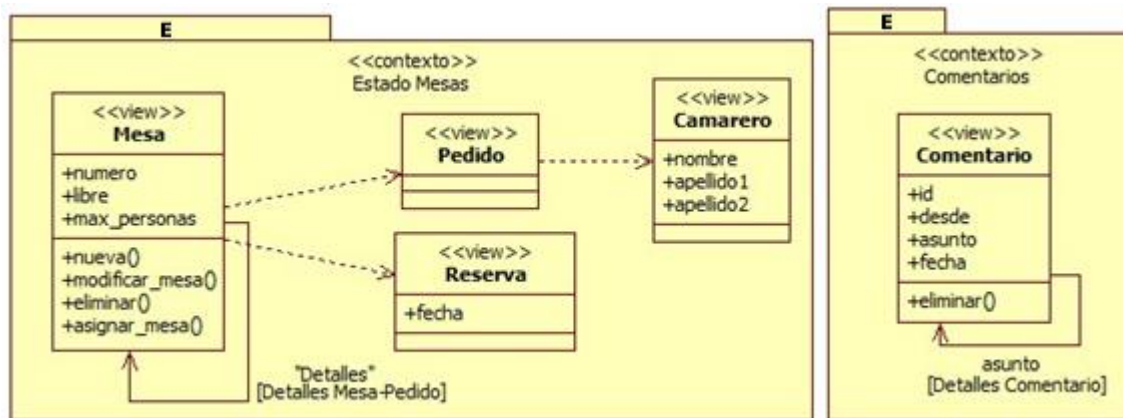 E
<<contexto>>
Estado Mesas
<<view>>
Mesa
+numero
+libre
+max_personas
+nueva()
+modificar_mesa()
+eliminar()
+asignar_mesa()
"Detalles"
[Detalles Mesa-Pedido]
<<view>>
Pedido
<<view>>
Reserva
+fecha
<<view>>
Camarero
+nombre
+apellido1
+apellido2
E
<<contexto>>
Comentarios
<<view>>
Comentario
+id
+desde
+asunto
+fecha
+eliminar()
asunto
[Detalles Comentario]